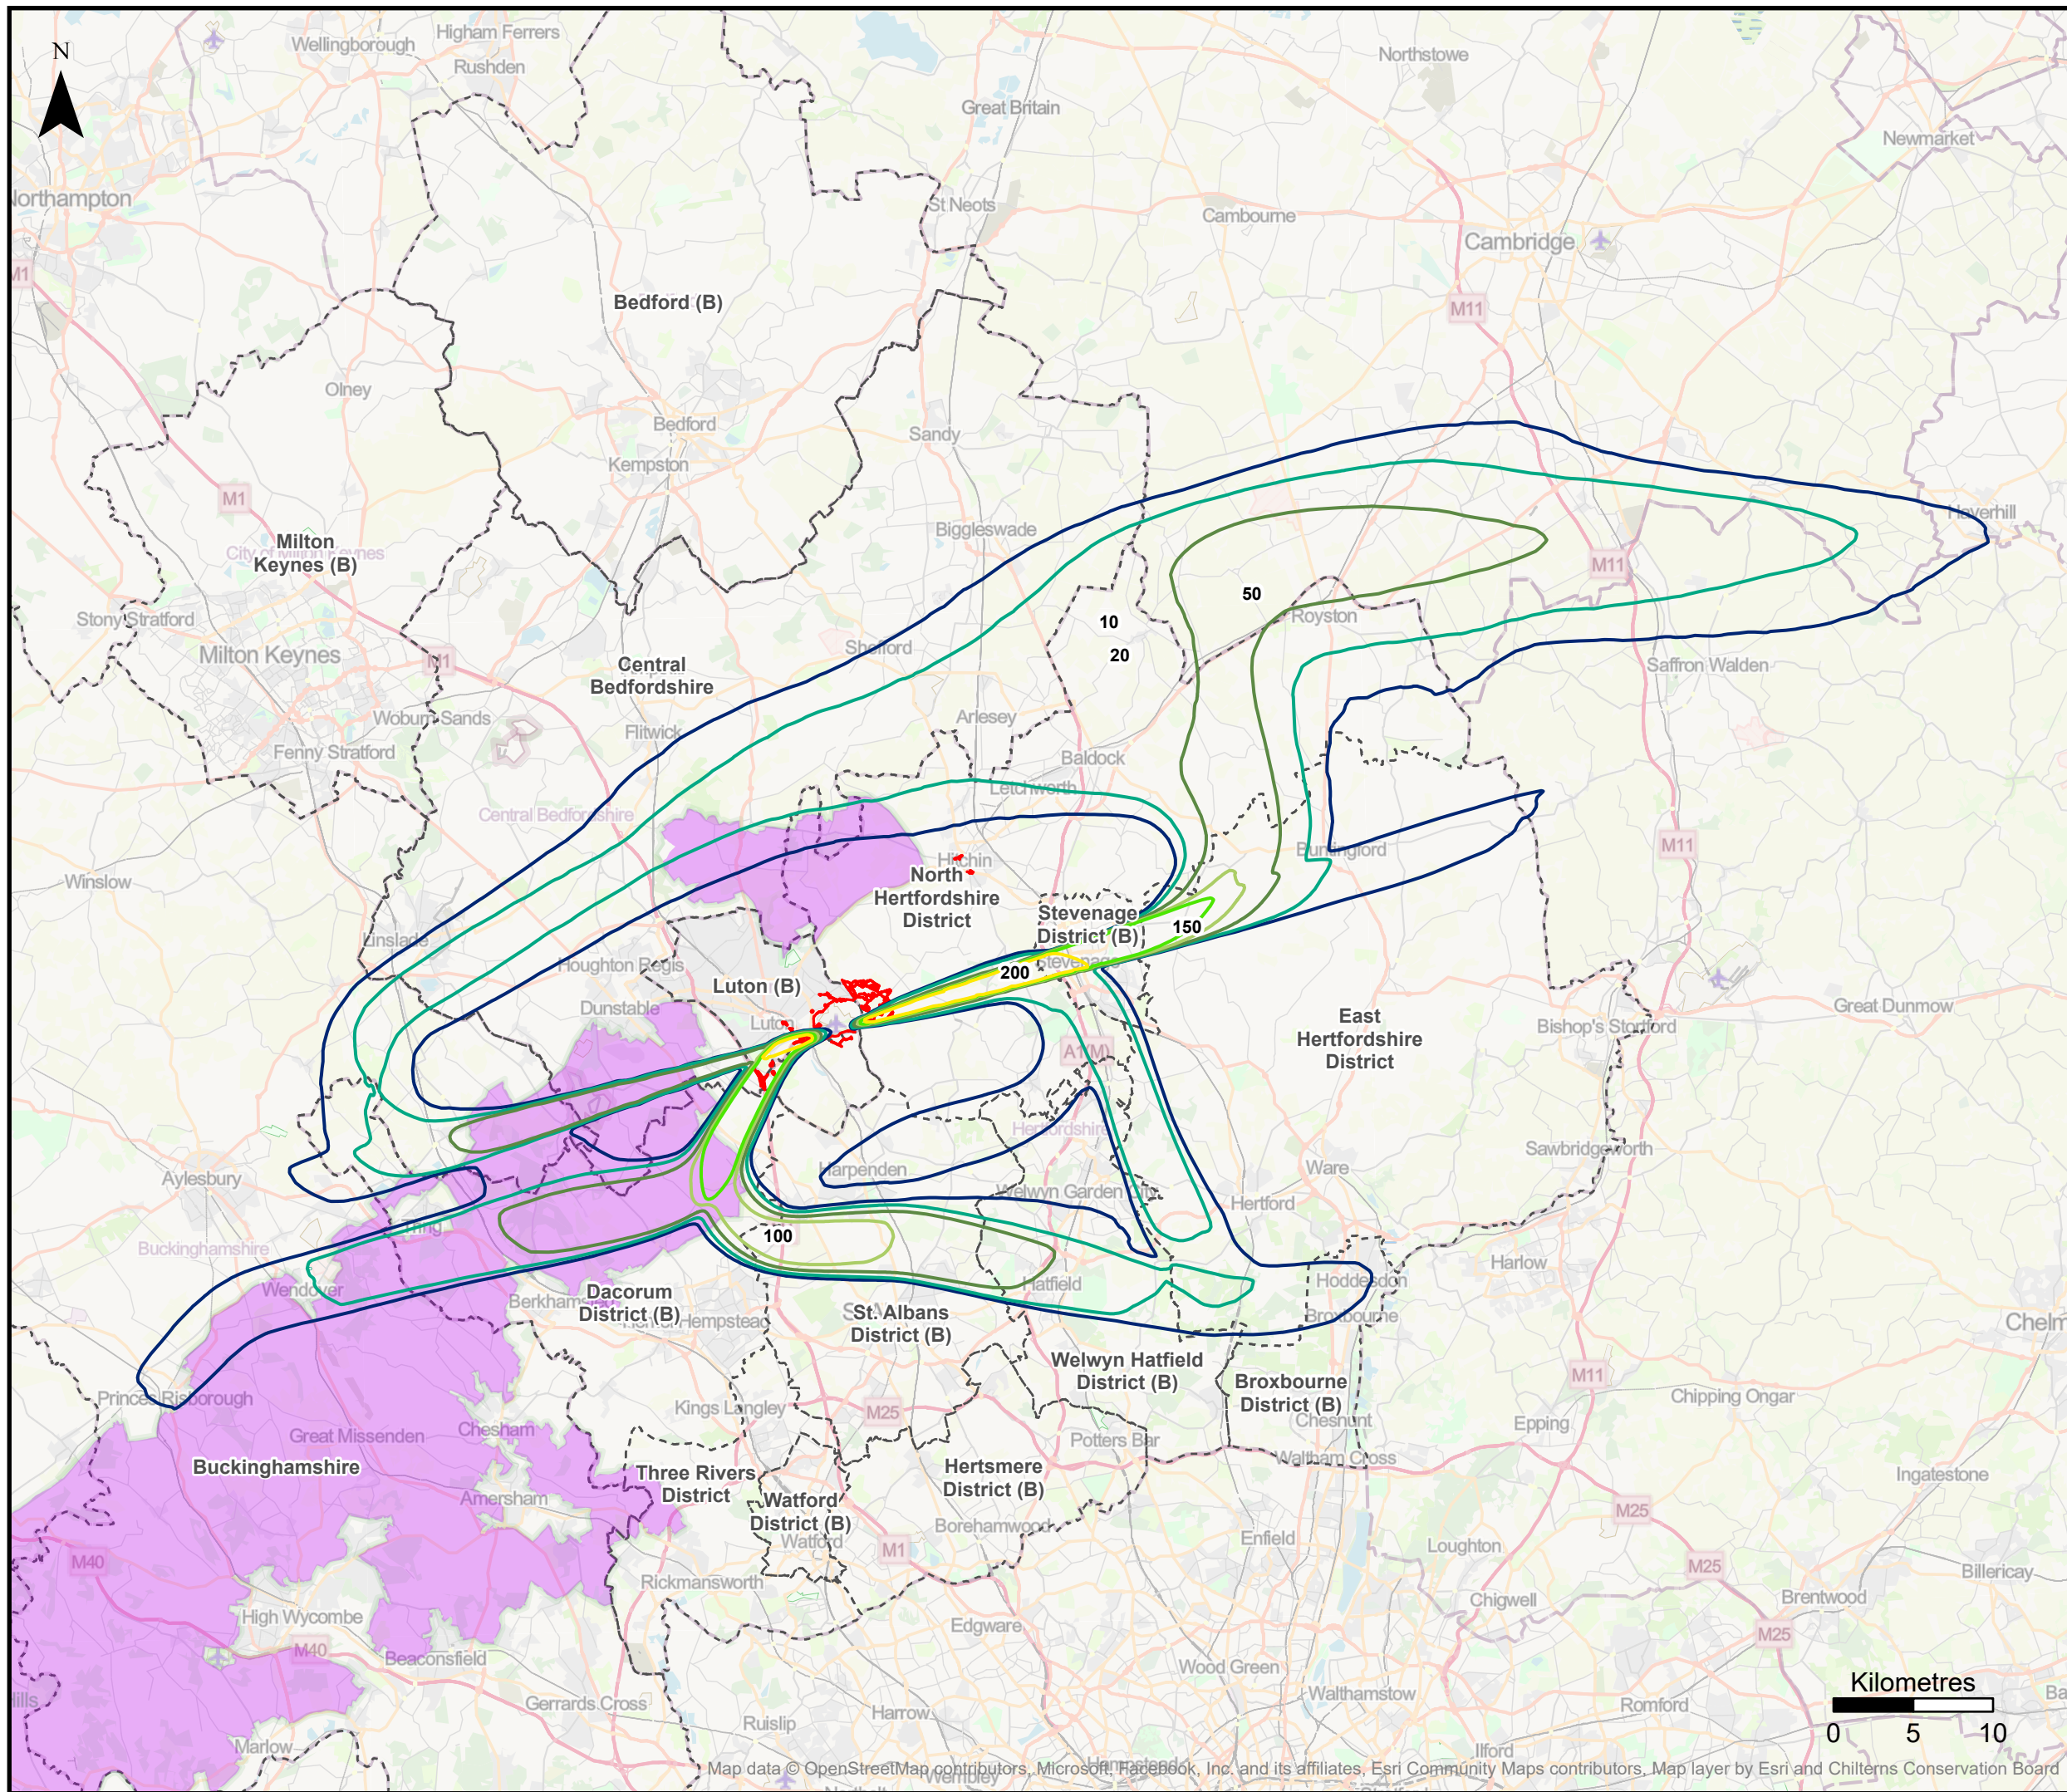 N
Wellingborough
Higham Ferrers
Rushden
Northstowe
Great Britain
Newmarket
Northampton
St Neots
Cambourne
Cambridge
M1
Bedford (B)
M11
Olney
Bedford
Sandy
Kempston
M1
Biggleswade
Haverhill
Milton
Keynes (B)
City of Milton Keynes
M11
50
Stony Stratford
10
Royston
20
Shefford
Milton Keynes
M1
Central
Bedfordshire
Saffron Walden
Woburn Sands
Arlesey
Flitwick
Fenny Stratford
Baldock
Letchworth
Central Bedfordshire
M11
Buntingford
Hitchin
Winslow
North
Hertfordshire
District
Stevenage
District (B)
150
Linslade
Houghton Regis
Stevenage
200
Luton (B)
Dunstable
Great Dunmow
Luton
East
Hertfordshire
District
Bishop's Stortford
A1(M)
Hertfordshire
Sawbridgeworth
Harpenden
Ware
Aylesbury
Welwyn Garden City
Hertford
Tring
100
Buckinghamshire
Harlow
Wendover
Hatfield
Hoddesdon
Dacorum
District (B)
Broxbourne
Hempstead
St. Albans
District (B)
Chelm
Welwyn Hatfield
District (B)
M11
Princes Risborough
Broxbourne
District (B)
Chipping Ongar
Kings Langley
M25
Chesham
Great Missenden
Chesnunt
Epping
Potters Bar
Waltham Cross
Buckinghamshire
Three Rivers
District
Hertsmere
District (B)
Ingatestone
Amersham
Watford
District (B)
M25
Borehamwood
Enfield
Watford
Loughton
M40
M1
M25
Billericay
Rickmansworth
Brentwood
Chigwell
High Wycombe
Edgware
M25
M40
Beaconsfield
Wood Green
Kilometres
Walthamstow
Gerrards Cross
Romford
Harrow
Ruislip
0 5 10
Marlow
Ilford
Map data © OpenStreetMap contributors, Microsoft, Facebook, Inc. and its affiliates, Esri Community Maps contributors, Map layer by Esri and Chilterns Conservation Board
Hampstead
Wembley